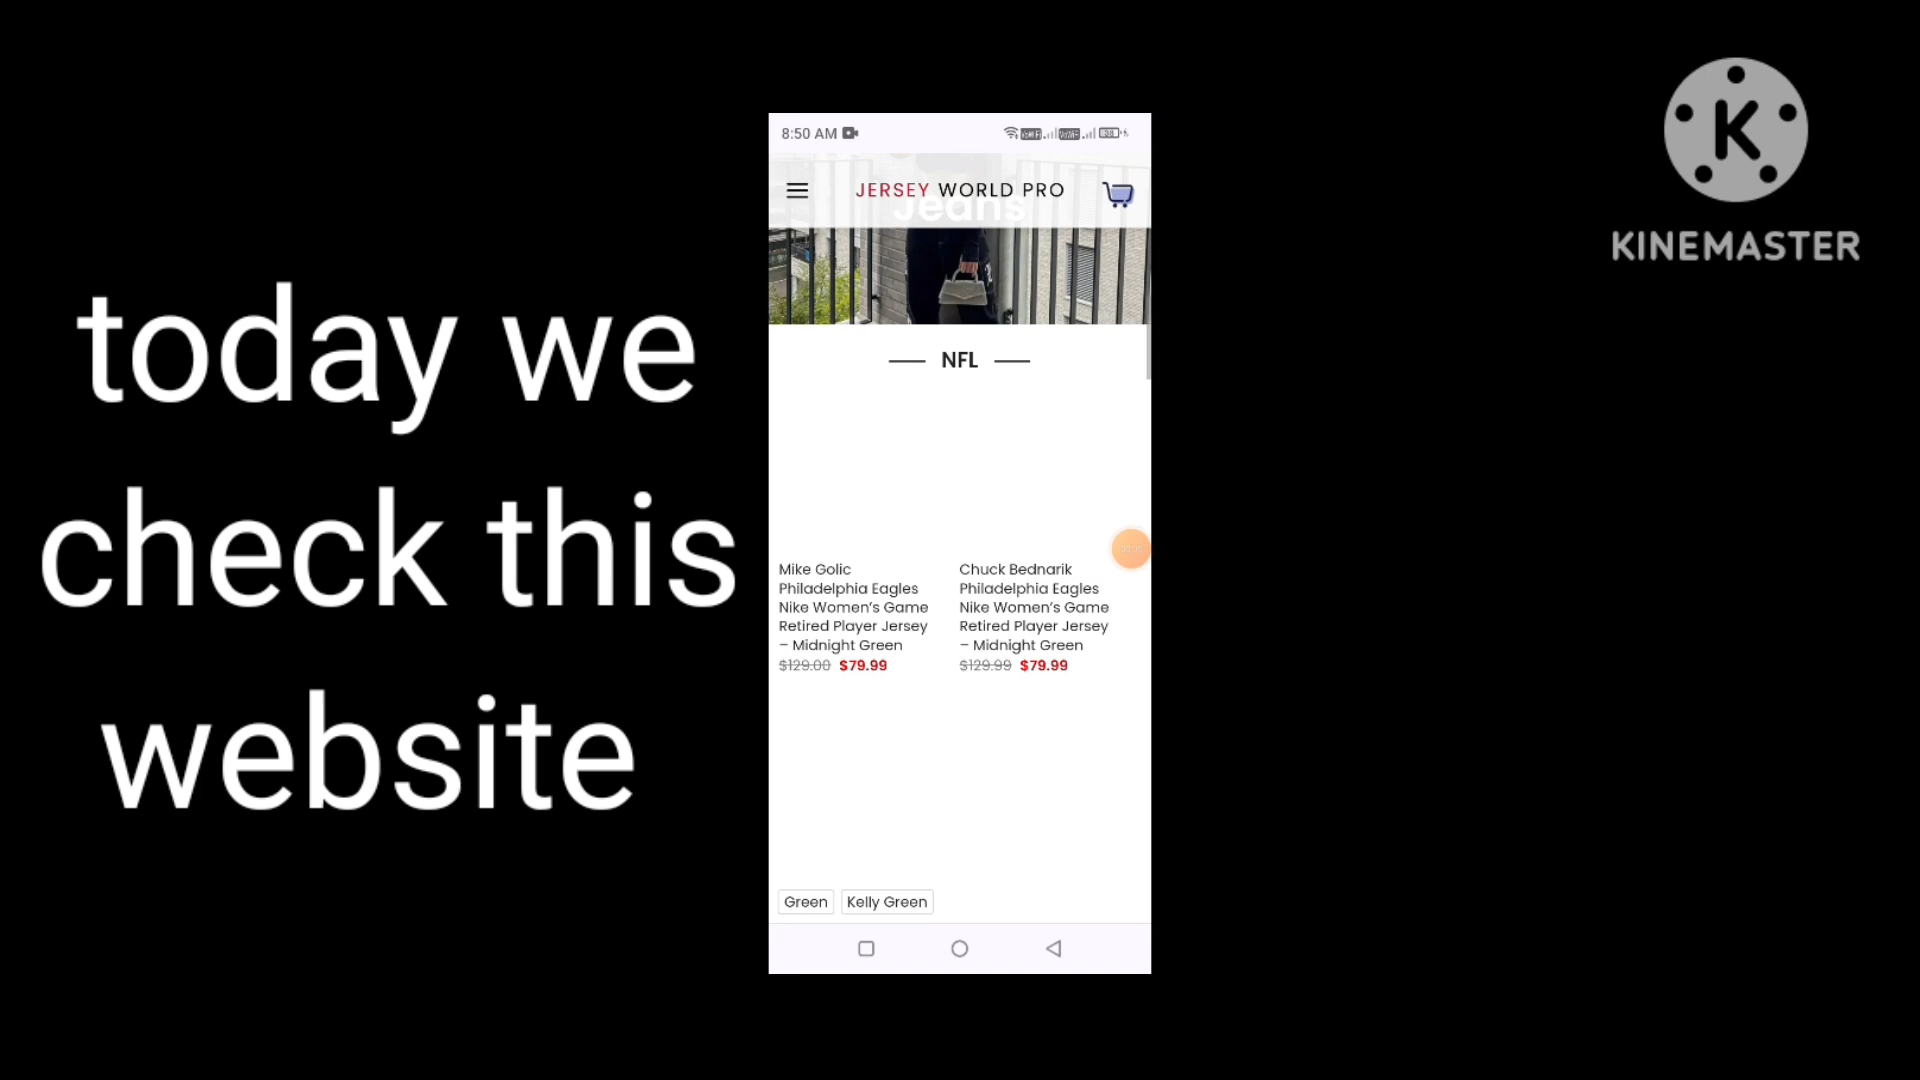 today we
check this
website
8:50 AM
JERSEY WORLD PRO
Jeans
NFL
Mike Golic
Philadelphia Eagles
Nike Women's Game
Retired Player Jersey
– Midnight Green
$129.00 $79.99
Chuck Bednarik
Philadelphia Eagles
Nike Women's Game
Retired Player Jersey
– Midnight Green
$129.99 $79.99
Green
Kelly Green
K
KINEMASTER